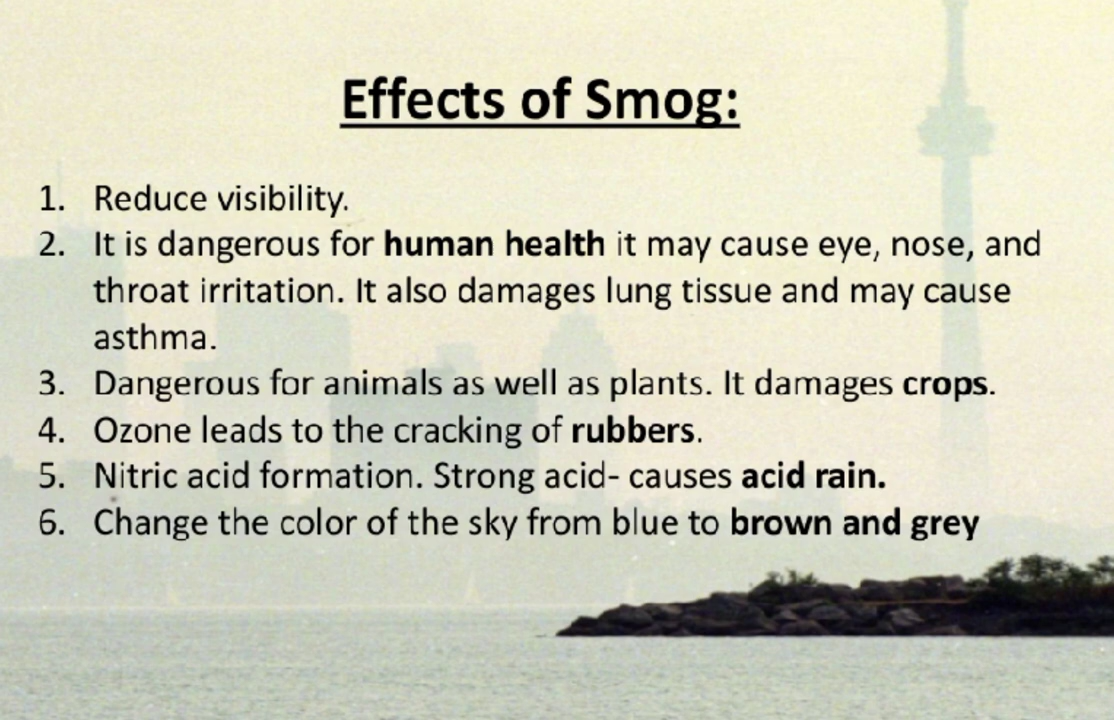 Effects of Smog:
1. Reduce visibility.
2. It is dangerous for human health it may cause eye, nose, and
throat irritation. It also damages lung tissue and may cause
asthma.
3. Dangerous for animals as well as plants. It damages crops.
4. Ozone leads to the cracking of rubbers.
5. Nitric acid formation. Strong acid- causes acid rain.
6. Change the color of the sky from blue to brown and grey